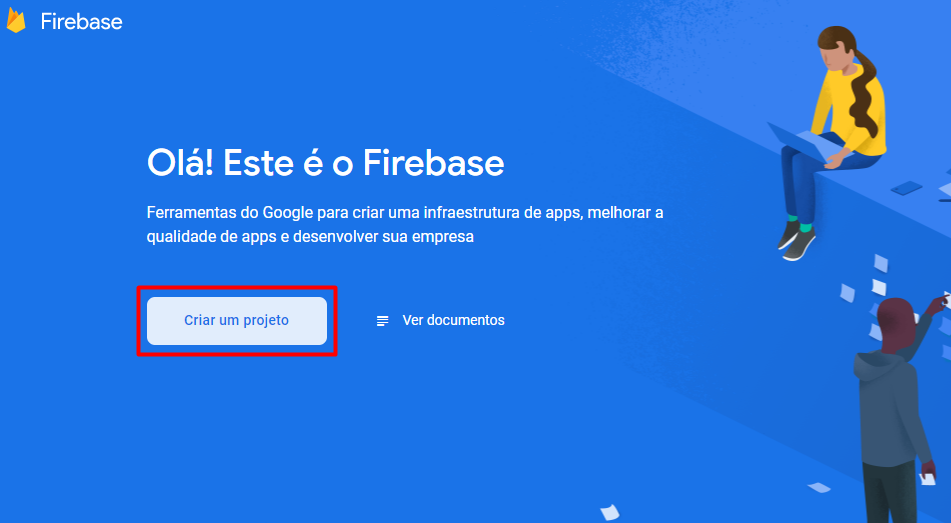 Firebase
Olá! Este é o Firebase
Ferramentas do Google para criar uma infraestrutura de apps, melhorar a
qualidade de apps e desenvolver sua empresa
Criar um projeto
Ver documentos